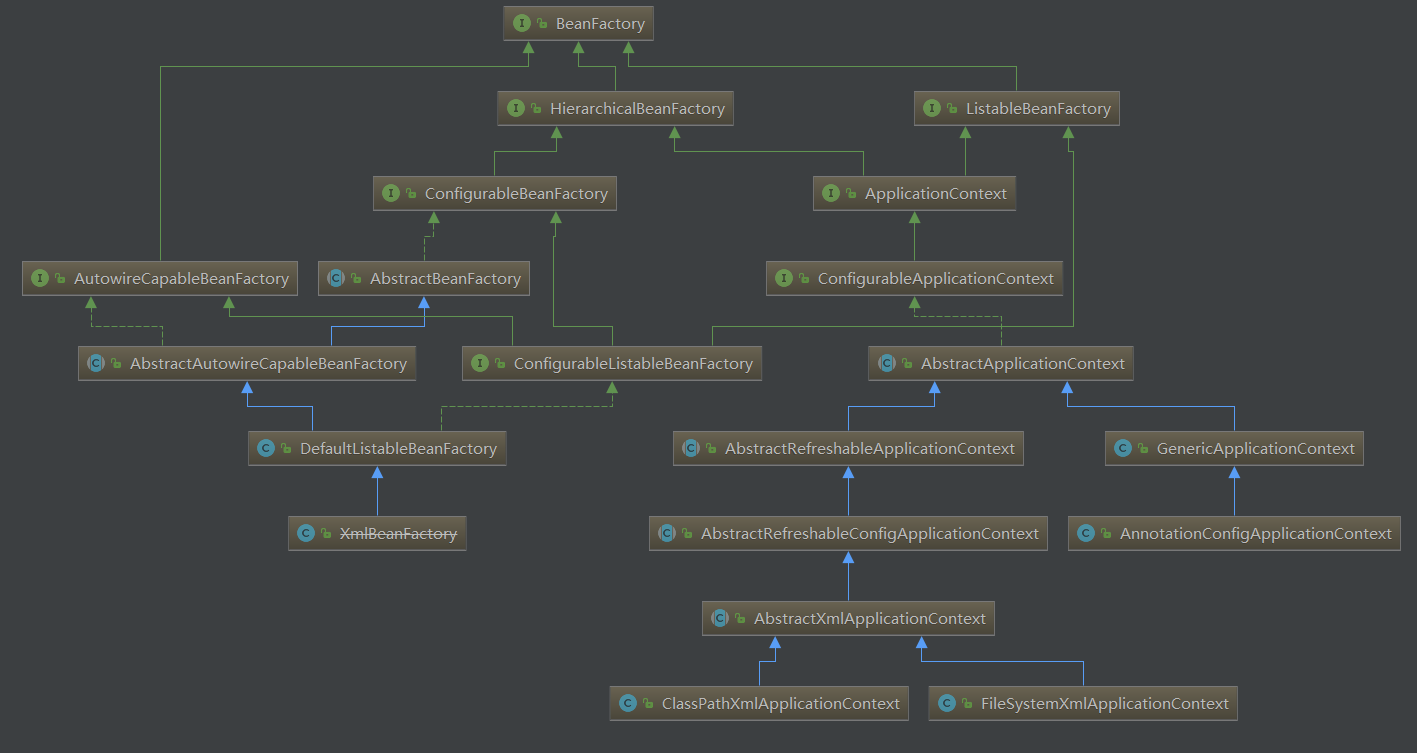 BeanFactory
HierarchicalBeanFactory
ListableBeanFactory
ConfigurableBeanFactory
ApplicationContext
AutowireCapableBeanFactory
AbstractBeanFactory
ConfigurableApplicationContext
AbstractAutowireCapableBeanFactory
ConfigurableListableBeanFactory
AbstractApplicationContext
DefaultListableBeanFactory
AbstractRefreshableApplicationContext
GenericApplicationContext
XmlBeanFactory
AbstractRefreshableConfigApplicationContext
AnnotationConfigApplicationContext
AbstractXmlApplicationContext
ClassPathXmlApplicationContext
FileSystemXmlApplicationContext